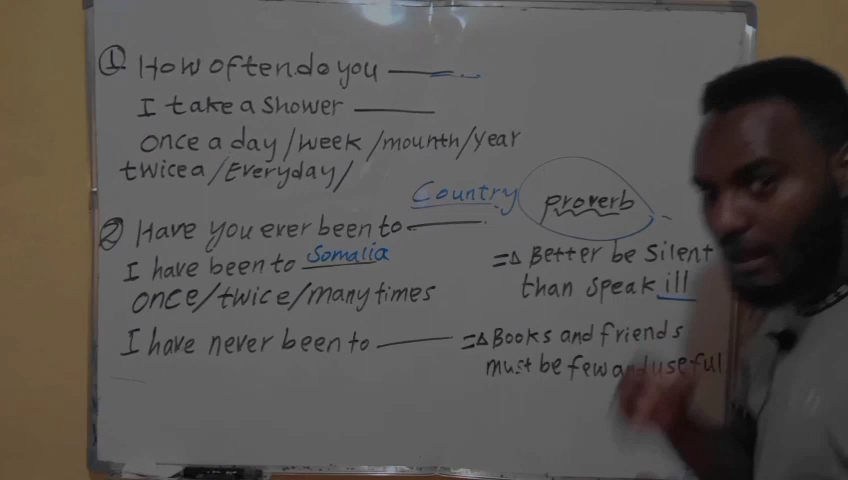 ① How often do you ______.
I take a shower ______
once a day/week/mounth/year
twice a/Everyday/
② Have you ever been to ______.
Country
I have been to Somalia
once/twice/many times
I have never been to ______
proverb
=∆ Better be silent
than speak ill
=∆ Books and friends
must be few and useful